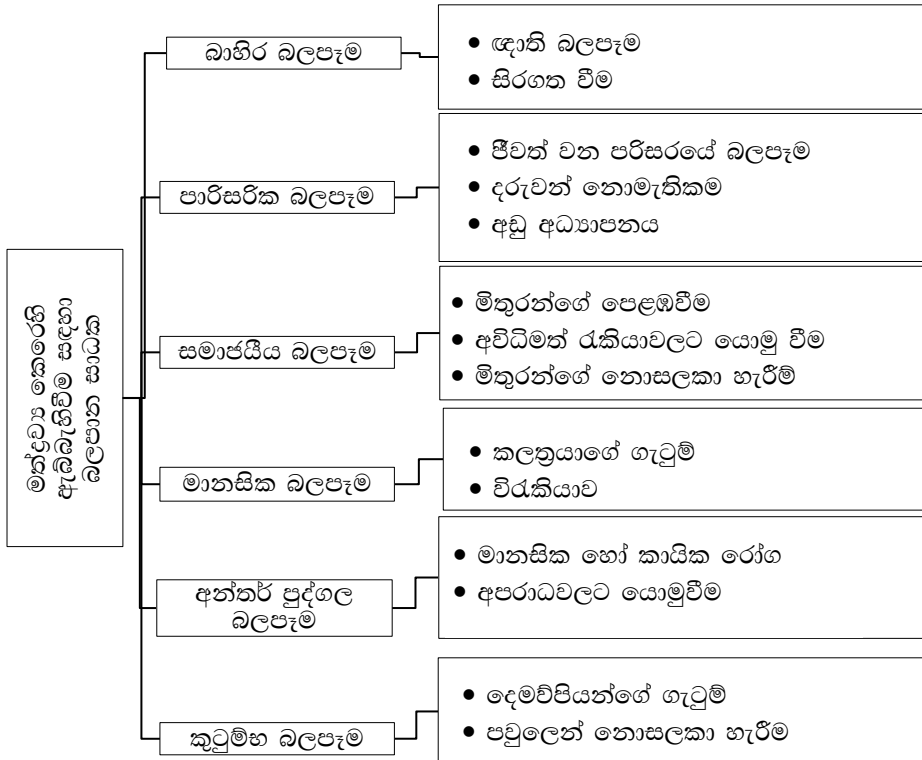 මත්ද්‍රව්‍ය කෙරෙහි
ඇබ්බැහිවීම සඳහා
බලපාන සාධක
බාහිර බලපෑම
• ඥාති බලපෑම
• සිරගත වීම
පාරිසරික බලපෑම
• ජීවත් වන පරිසරයේ බලපෑම
• දරුවන් නොමැතිකම
• අඩු අධ්‍යාපනය
සමාජයීය බලපෑම
• මිතුරන්ගේ පෙළඹවීම
• අවිධිමත් රැකියාවලට යොමු වීම
• මිතුරන්ගේ නොසලකා හැරීම්
මානසික බලපෑම
• කලත්‍රයාගේ ගැටුම්
• විරැකියාව
අන්තර් පුද්ගල
බලපෑම
• මානසික හෝ කායික රෝග
• අපරාධවලට යොමුවීම
කුටුම්භ බලපෑම
• දෙමව්පියන්ගේ ගැටුම්
• පවුලෙන් නොසලකා හැරීම